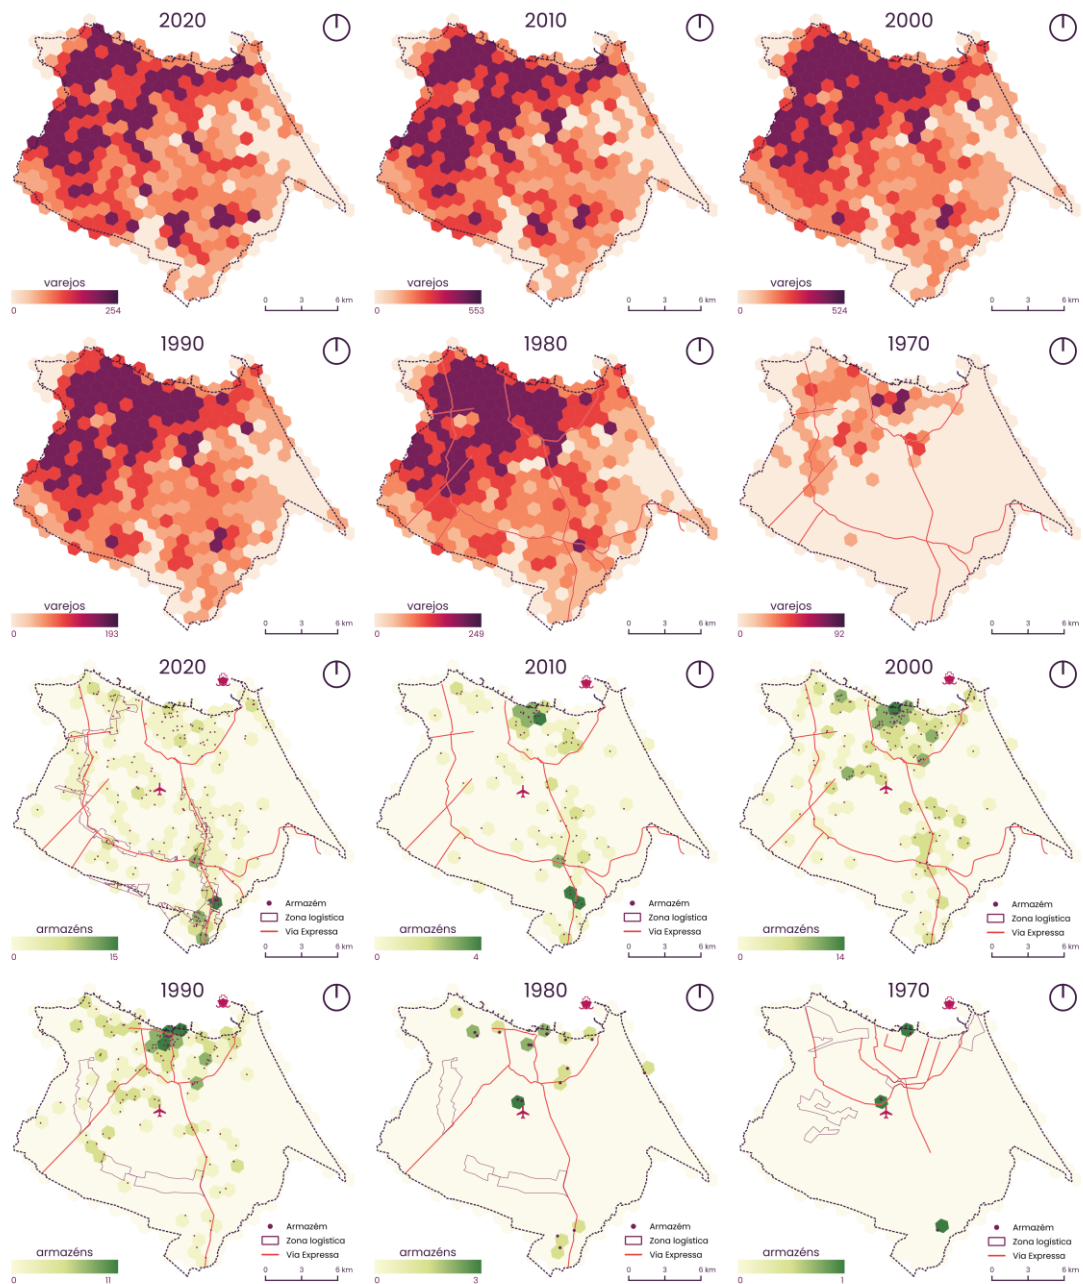 2020
2010
2000
varejos
0 254
0 3 6 km
varejos
0 553
0 3 6 km
varejos
0 524
0 3 6 km
1990
1980
1970
varejos
0 193
0 3 6 km
varejos
0 249
0 3 6 km
varejos
0 92
0 3 6 km
2020
2010
2000
armazéns
0 15
Armazém
Zona logística
Via Expressa
0 3 6 km
armazéns
0 4
Armazém
Zona logística
Via Expressa
0 3 6 km
armazéns
0 14
Armazém
Zona logística
Via Expressa
0 3 6 km
1990
1980
1970
armazéns
0 11
Armazém
Zona logística
Via Expressa
0 3 6 km
armazéns
0 3
Armazém
Zona logística
Via Expressa
0 3 6 km
armazéns
0 1
Armazém
Zona logística
Via Expressa
0 3 6 km